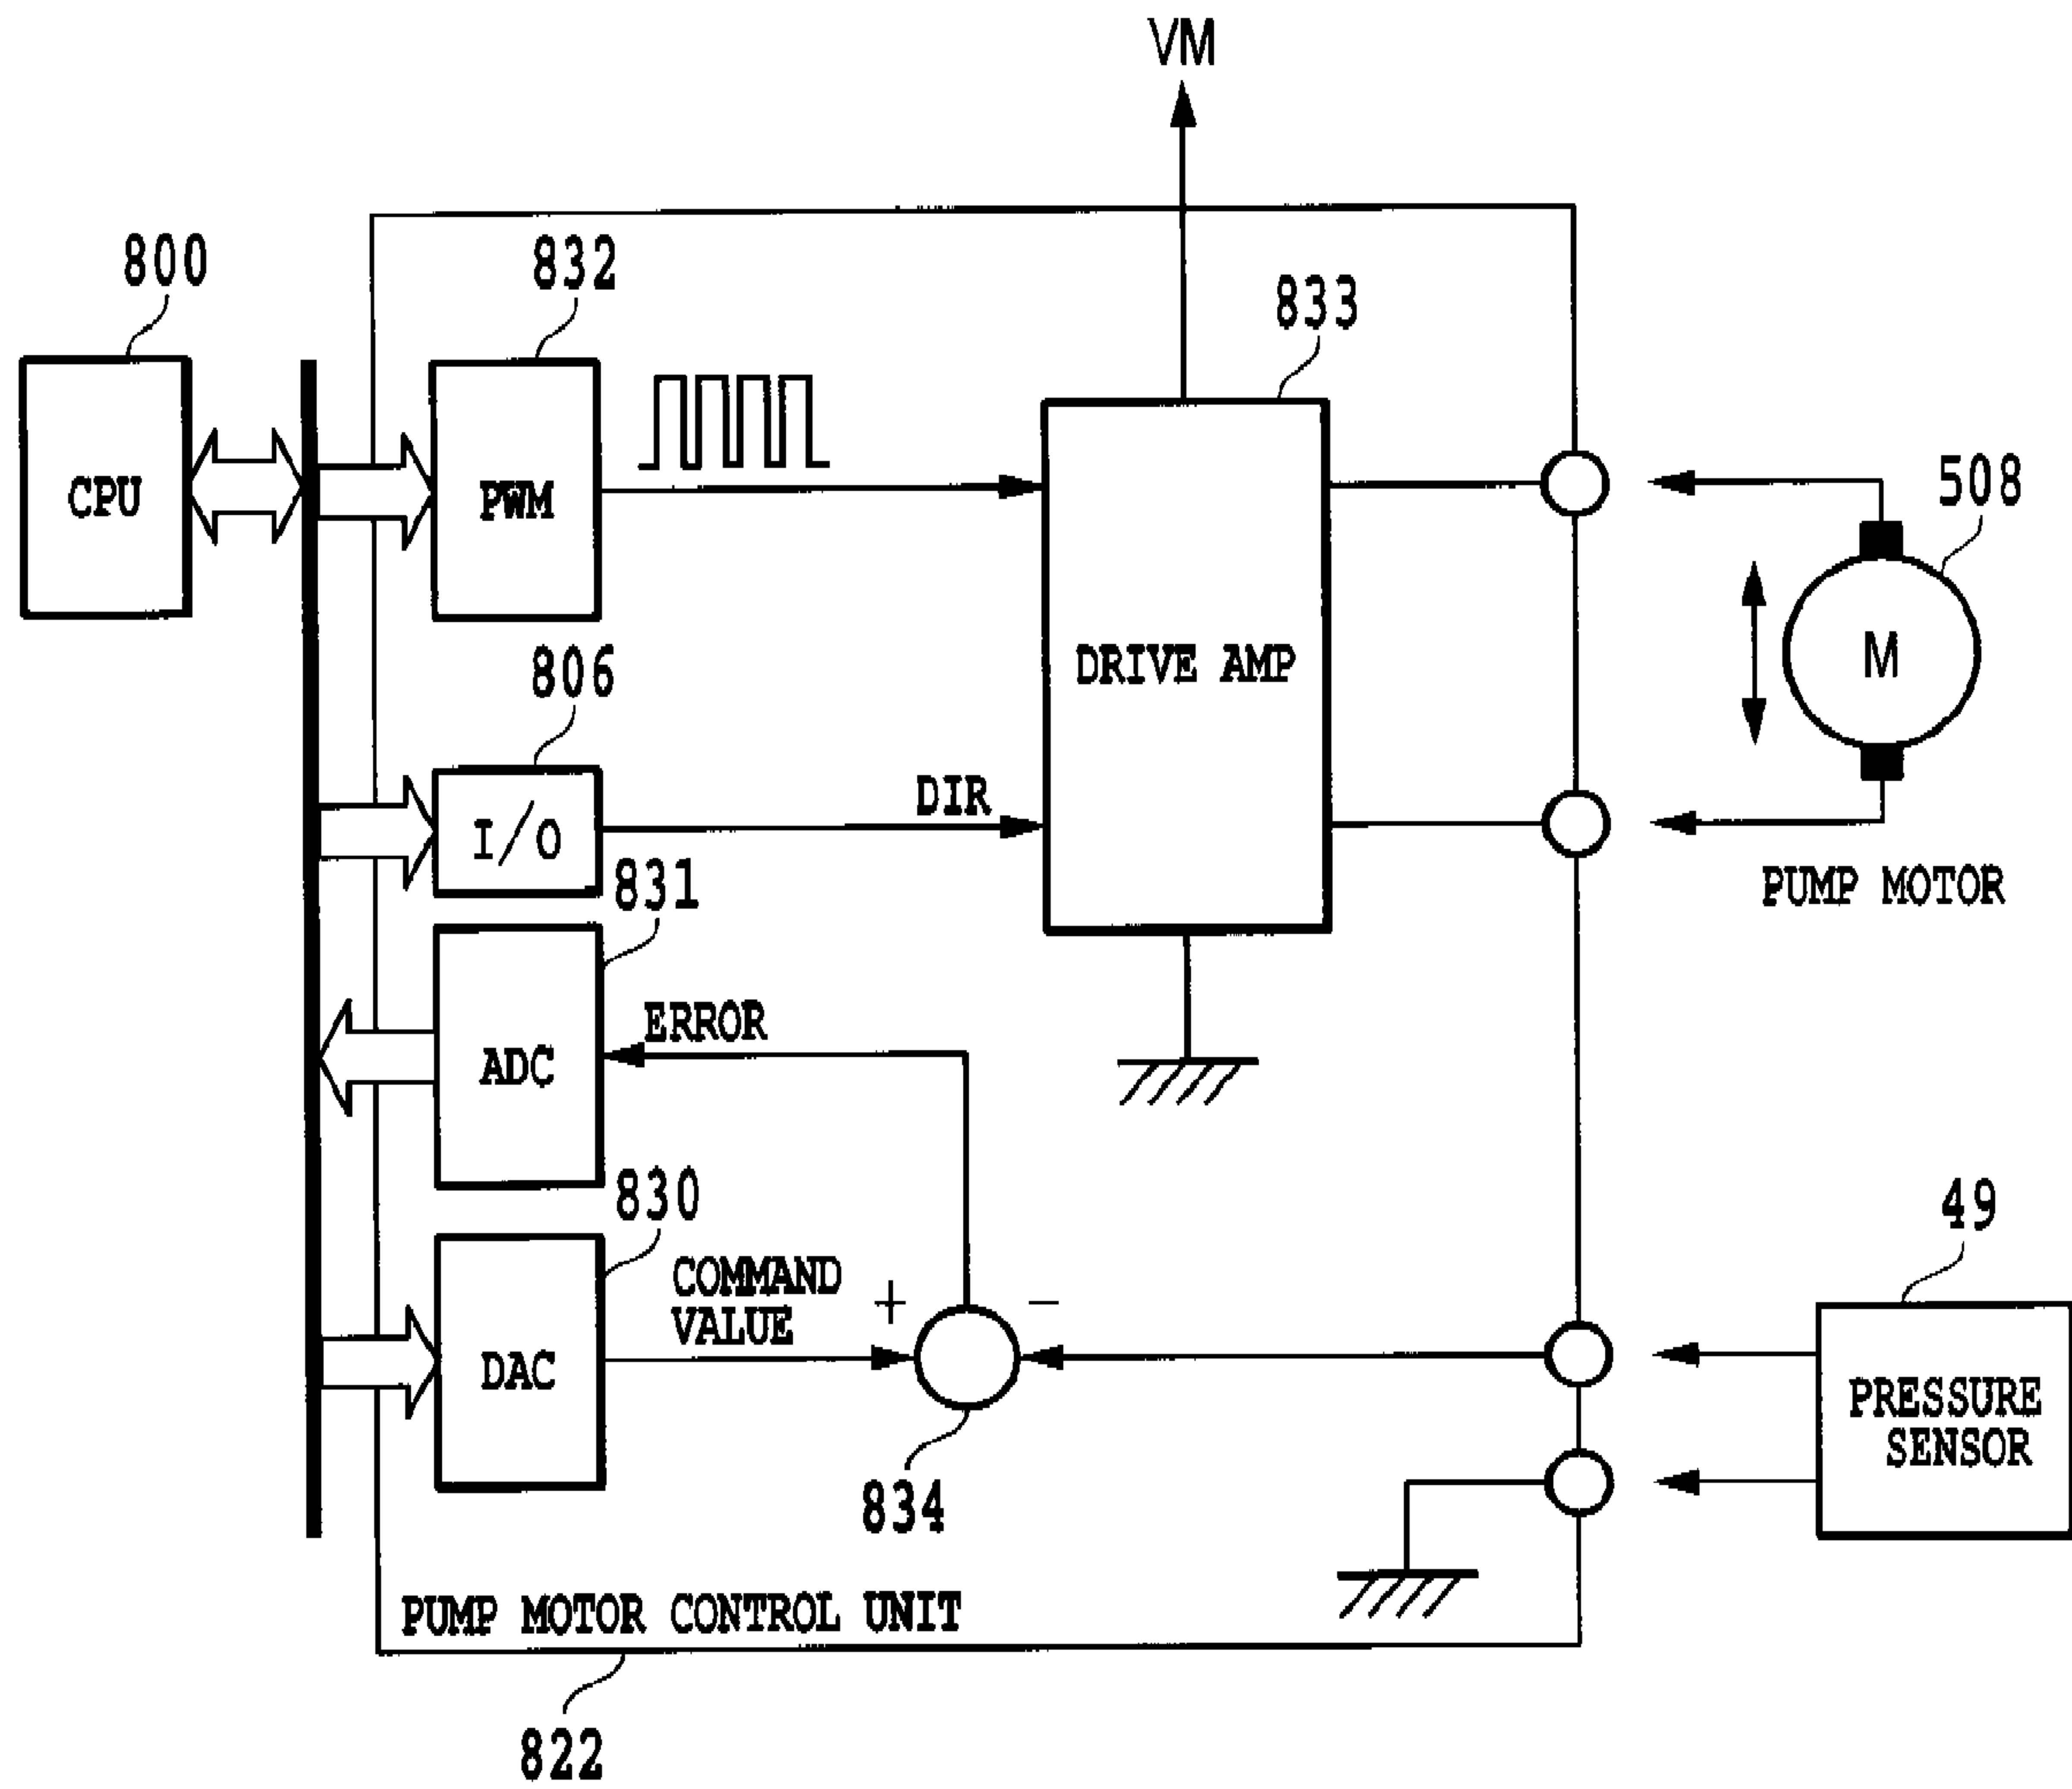 VM
800
832
833
CPU
PWM
508
M
806
DRIVE AMP
DIR
I/O
831
PUMP MOTOR
ERROR
ADC
830
49
COMMAND
VALUE
+
−
DAC
PRESSURE
SENSOR
834
PUMP MOTOR CONTROL UNIT
822